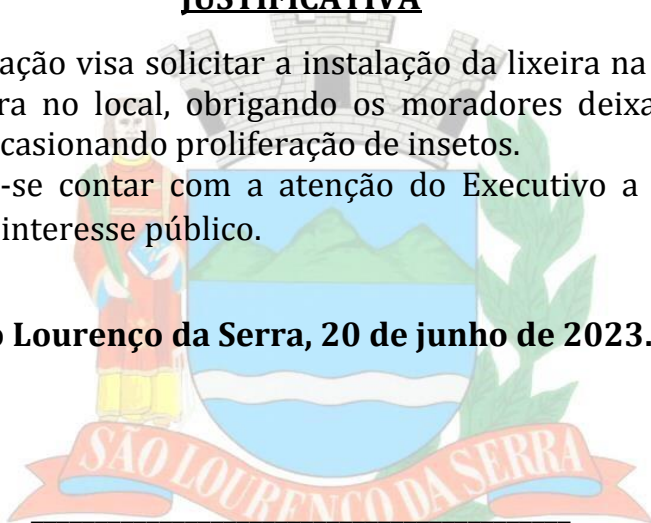 JUSTIFICATIVA
ação visa solicitar a instalação da lixeira na
ra no local, obrigando os moradores deixa
casionando proliferação de insetos.
-se contar com a atenção do Executivo a
interesse público.
o Lourenço da Serra, 20 de junho de 2023.
SÃO LOURENÇO DA SERRA